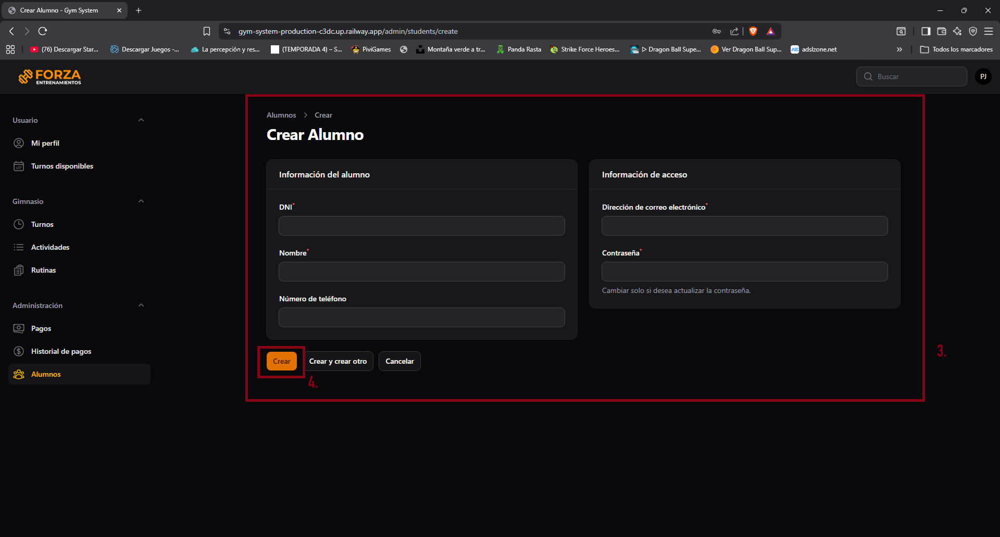 Crear Alumno - Gym System
gym-system-production-c3dc.up.railway.app/admin/students/create
(76) Descargar Star...
Descargar Juegos -...
La percepción y res...
(TEMPORADA 4) – S...
PiviGames
Montaña verde a tr...
Panda Rasta
Strike Force Heroes...
ᐅ Dragon Ball Supe...
Ver Dragon Ball Sup...
adslzone.net
Todos los marcadores
FORZA
ENTRENAMIENTOS
Buscar
PJ
Usuario
Mi perfil
Turnos disponibles
Gimnasio
Turnos
Actividades
Rutinas
Administración
Pagos
Historial de pagos
Alumnos
Alumnos > Crear
Crear Alumno
Información del alumno
DNI*
Nombre*
Número de teléfono
Información de acceso
Dirección de correo electrónico*
Contraseña*
Cambiar solo si desea actualizar la contraseña.
Crear
Crear y crear otro
Cancelar
3.
4.